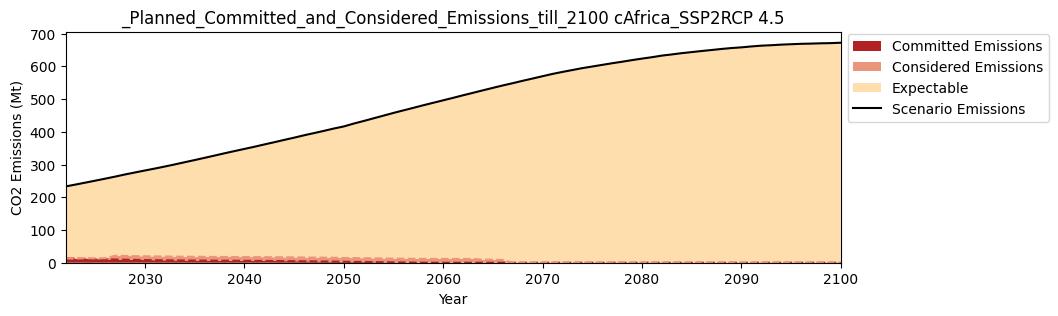 _Planned_Committed_and_Considered_Emissions_till_2100 cAfrica_SSP2RCP 4.5
700
600
500
400
300
200
100
0
CO2 Emissions (Mt)
2030 2040 2050 2060 2070 2080 2090 2100
Year
Committed Emissions
Considered Emissions
Expectable
Scenario Emissions